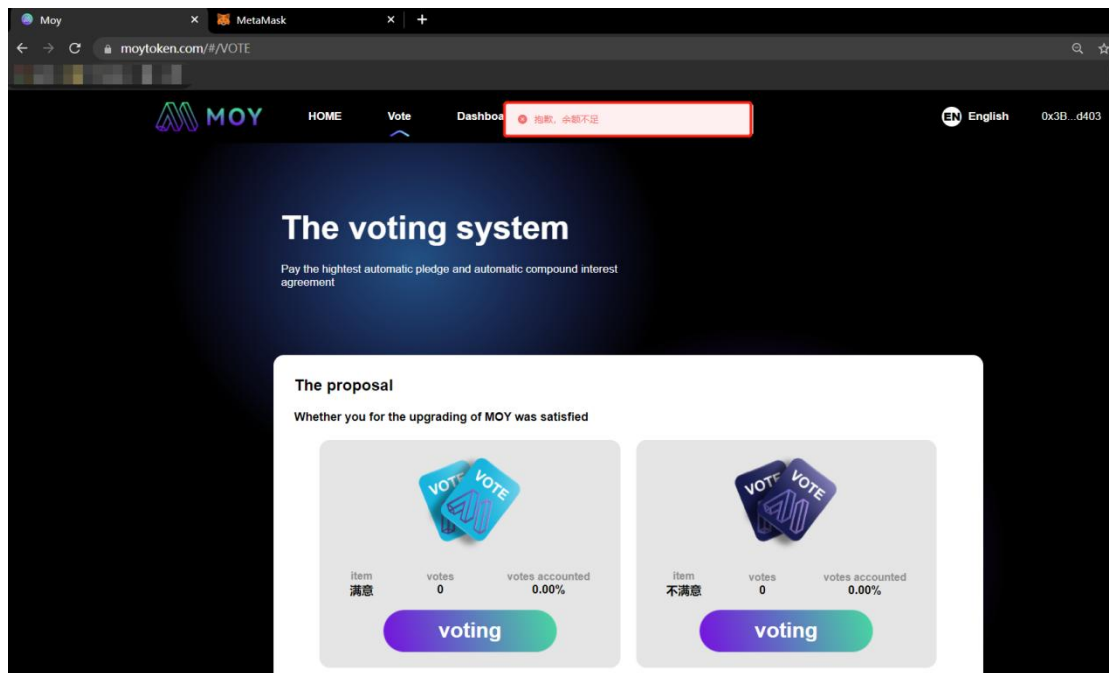 Moy
MetaMask
moytoken.com/#/VOTE
MOY
HOME
Vote
Dashboa
抱歉，余额不足
EN English
0x3B...d403
The voting system
Pay the hightest automatic pledge and automatic compound interest
agreement
The proposal
Whether you for the upgrading of MOY was satisfied
VOTE VOTE
VOTE VOTE
item votes votes accounted
满意 0 0.00%
item votes votes accounted
不满意 0 0.00%
voting
voting